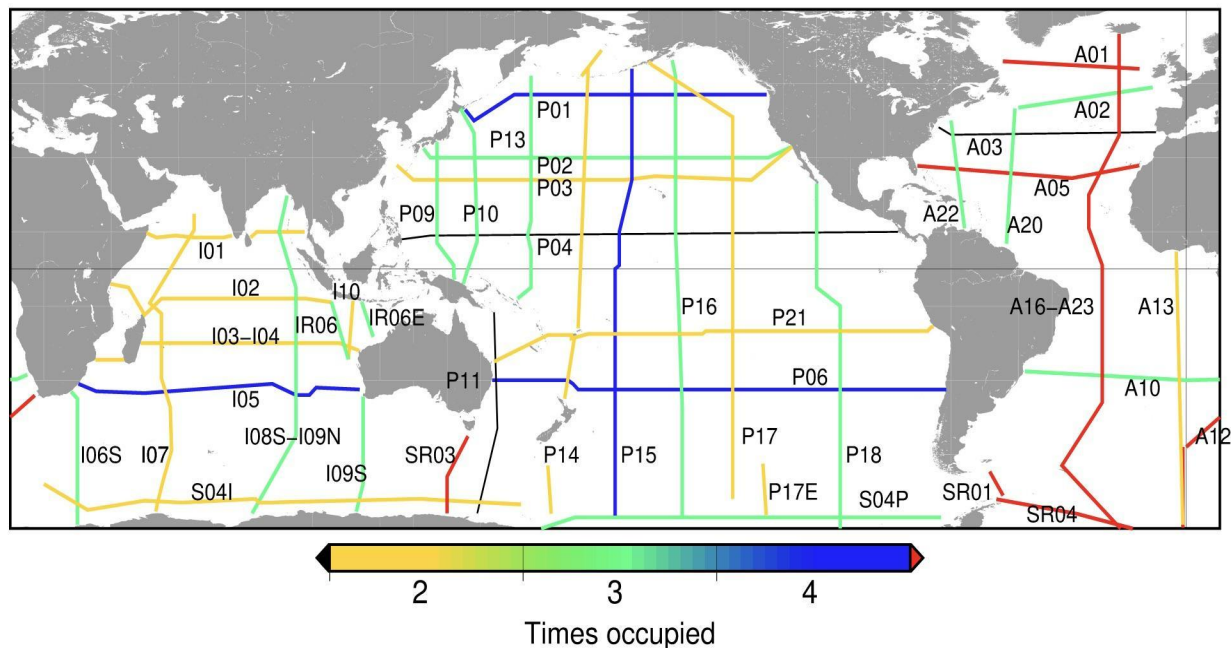 A01
P01
A02
P13
A03
P02
P03
A05
P09
P10
A22
A20
P04
I01
I02
I10
IR06
IR06E
P16
P21
A16-A23
A13
I03-I04
P11
P06
A10
I05
I06S
I07
I08S-I09N
I09S
SR03
P14
P15
P17
P18
A12
S04I
P17E
S04P
SR01
SR04
2
3
4
Times occupied